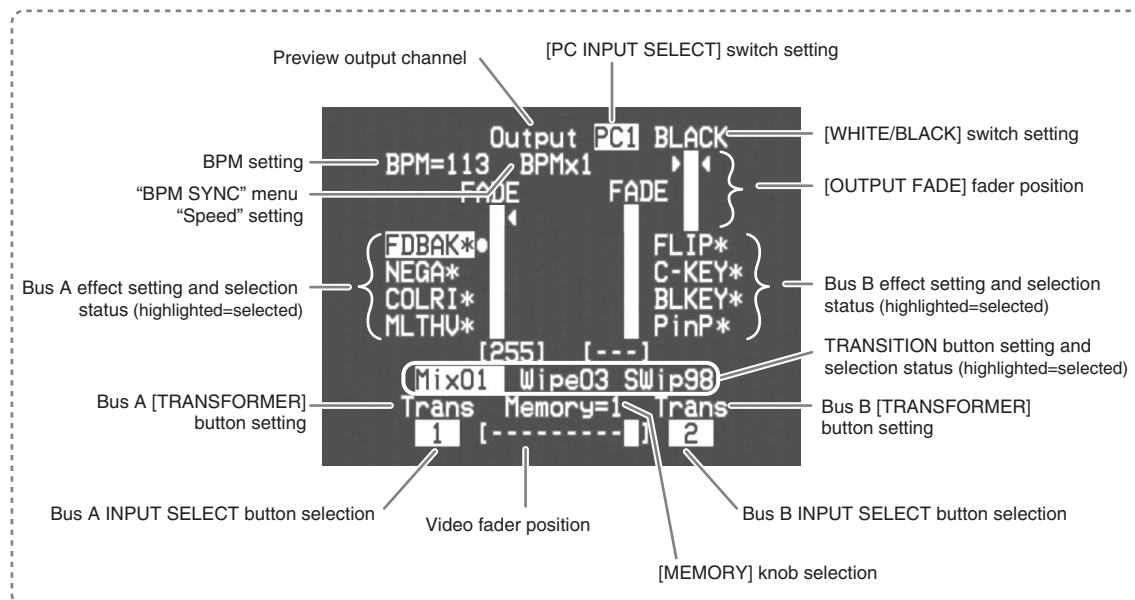 [PC INPUT SELECT] switch setting
Preview output channel
Output PC1 BLACK
[WHITE/BLACK] switch setting
BPM setting
BPM=113 BPMx1
“BPM SYNC” menu
“Speed” setting
FADE FADE
[OUTPUT FADE] fader position
FDBAK* FLIP*
NEGA* C-KEY*
COLRI* BLKEY*
MLTHV* PinP*
Bus A effect setting and selection
status (highlighted=selected)
Bus B effect setting and selection
status (highlighted=selected)
[255] [---]
TRANSITION button setting and
selection status (highlighted=selected)
Mix01 Wipe03 SWip98
Bus A [TRANSFORMER]
button setting
Trans Memory=1 Trans
Bus B [TRANSFORMER]
button setting
1 [--------- ] 2
Bus A INPUT SELECT button selection
Video fader position
Bus B INPUT SELECT button selection
[MEMORY] knob selection